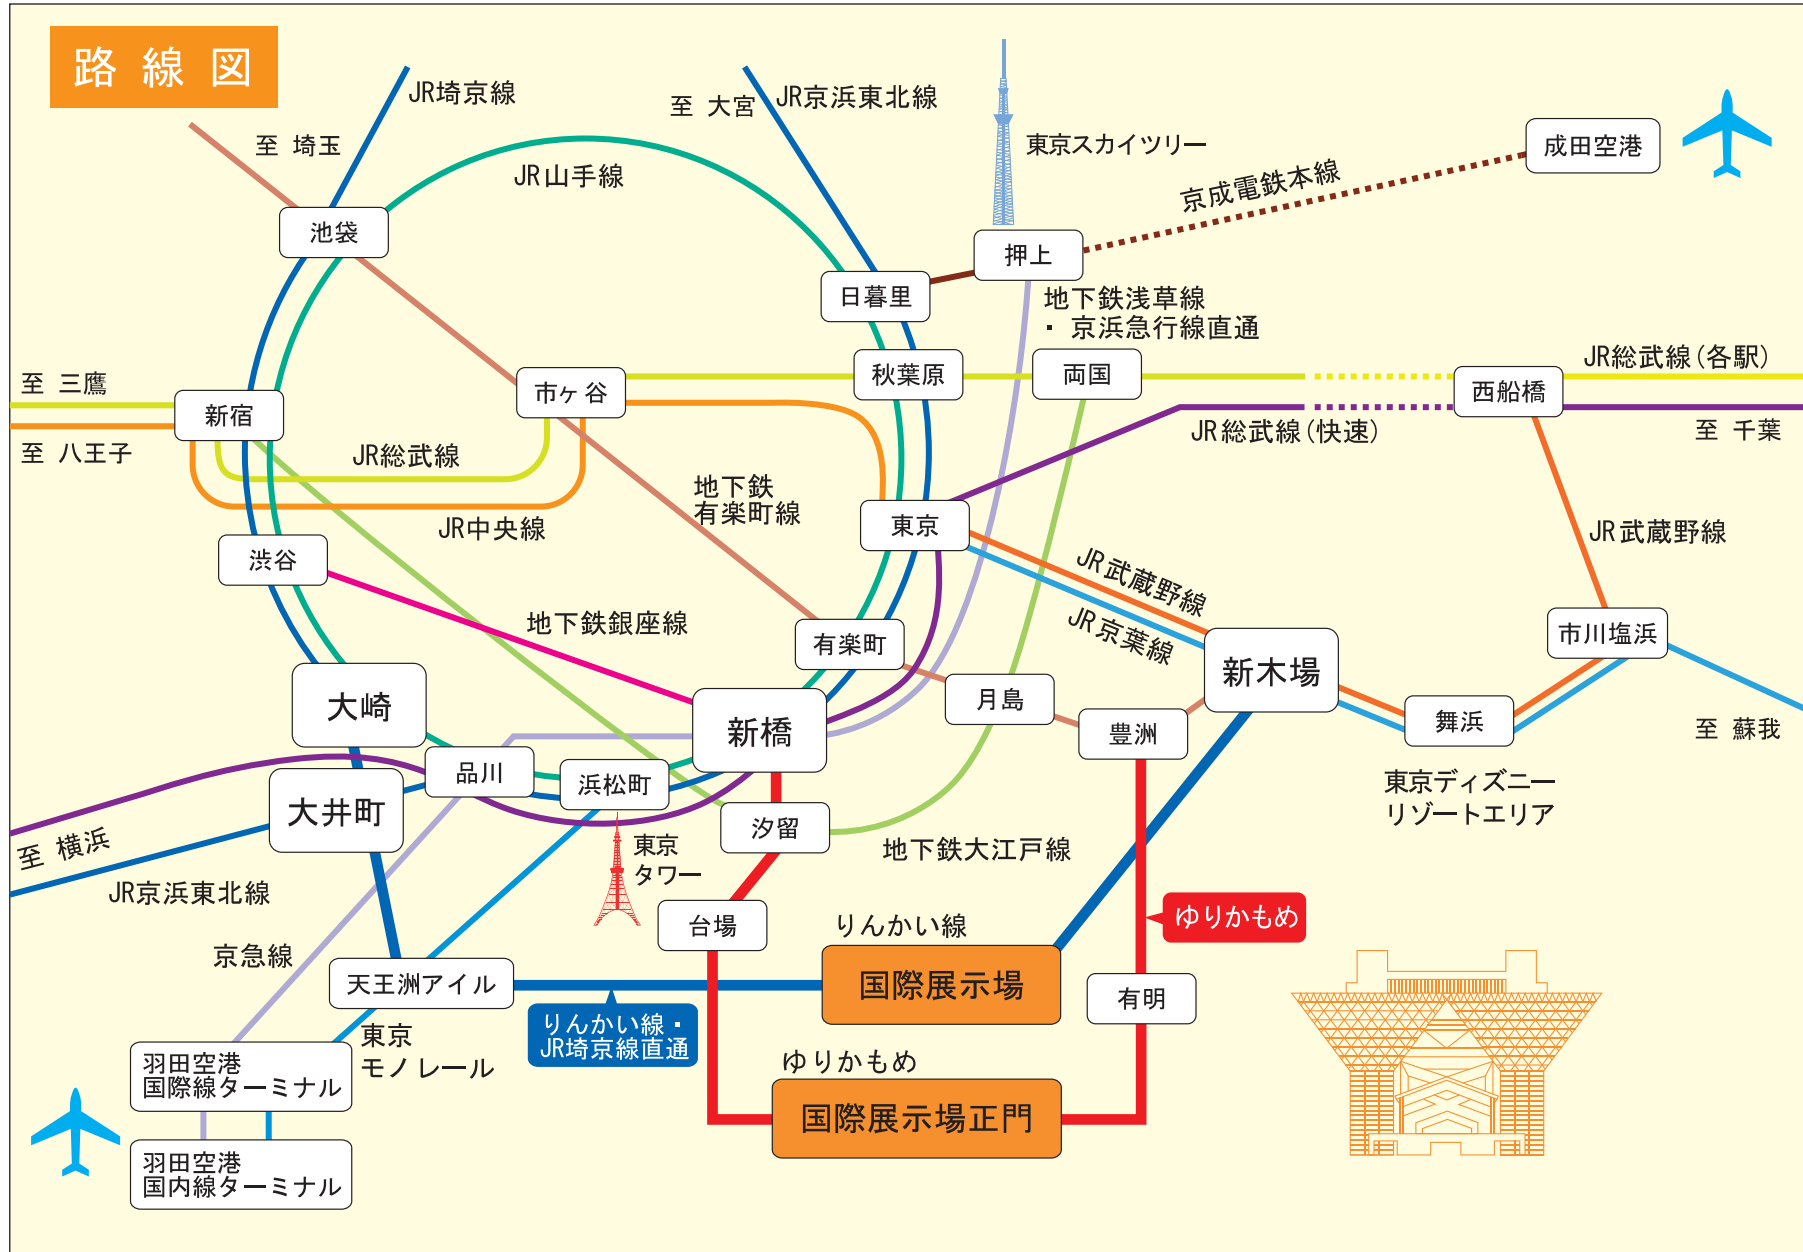 路線図
JR埼京線
至 大宮
JR京浜東北線
至 埼玉
JR山手線
東京スカイツリー
成田空港
京成電鉄本線
池袋
押上
日暮里
地下鉄浅草線
・京浜急行線直通
至 三鷹
新宿
市ヶ谷
秋葉原
両国
西船橋
JR総武線(各駅)
至 八王子
JR総武線
JR総武線(快速)
至 千葉
地下鉄
有楽町線
JR中央線
東京
JR武蔵野線
渋谷
JR武蔵野線
JR京葉線
地下鉄銀座線
有楽町
新木場
市川塩浜
大崎
新橋
月島
豊洲
舞浜
至 蘇我
品川
浜松町
東京ディズニー
リゾートエリア
大井町
汐留
至 横浜
東京
タワー
地下鉄大江戸線
JR京浜東北線
台場
りんかい線
ゆりかもめ
京急線
天王洲アイル
国際展示場
有明
りんかい線・
JR埼京線直通
東京
モノレール
ゆりかもめ
羽田空港
国際線ターミナル
国際展示場正門
羽田空港
国内線ターミナル